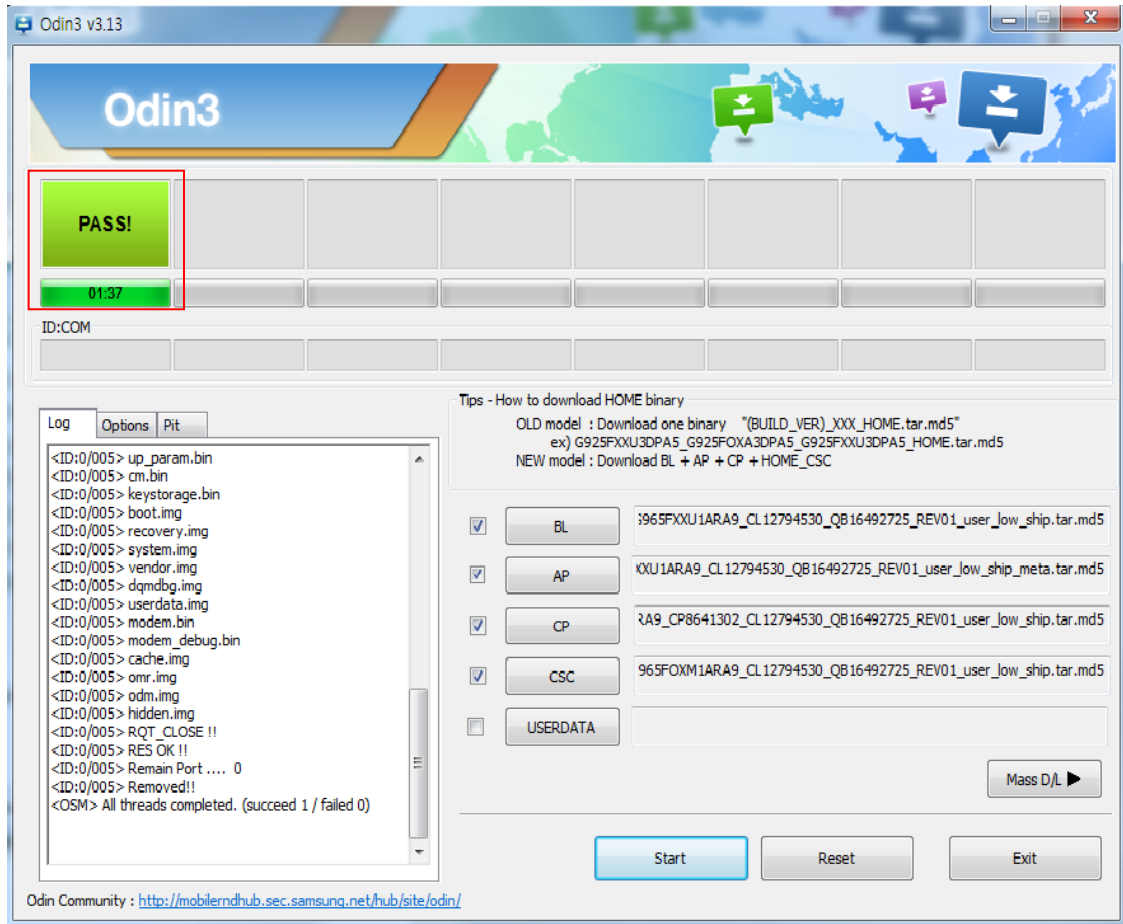 Odin3 v3.13
Odin3
PASS!
01:37
ID:COM
Log Options Pit
<ID:0/005> up_param.bin
<ID:0/005> cm.bin
<ID:0/005> keystorage.bin
<ID:0/005> boot.img
<ID:0/005> recovery.img
<ID:0/005> system.img
<ID:0/005> vendor.img
<ID:0/005> dqmdbg.img
<ID:0/005> userdata.img
<ID:0/005> modem.bin
<ID:0/005> modem_debug.bin
<ID:0/005> cache.img
<ID:0/005> omr.img
<ID:0/005> odm.img
<ID:0/005> hidden.img
<ID:0/005> RQT_CLOSE !!
<ID:0/005> RES OK !!
<ID:0/005> Remain Port .... 0
<ID:0/005> Removed!!
<OSM> All threads completed. (succeed 1 / failed 0)
Tips - How to download HOME binary
OLD model : Download one binary "(BUILD_VER)_XXX_HOME.tar.md5"
ex) G925FXXU3DPA5_G925FOXA3DPA5_G925FXXU3DPA5_HOME.tar.md5
NEW model : Download BL + AP + CP + HOME_CSC
BL 965FXXU1ARA9_CL12794530_QB16492725_REV01_user_low_ship.tar.md5
AP XXU1ARA9_CL12794530_QB16492725_REV01_user_low_ship_meta.tar.md5
CP RA9_CP8641302_CL12794530_QB16492725_REV01_user_low_ship.tar.md5
CSC 965FOXM1ARA9_CL12794530_QB16492725_REV01_user_low_ship.tar.md5
USERDATA
Mass D/L
Start Reset Exit
Odin Community : http://mobilerndhub.sec.samsung.net/hub/site/odin/